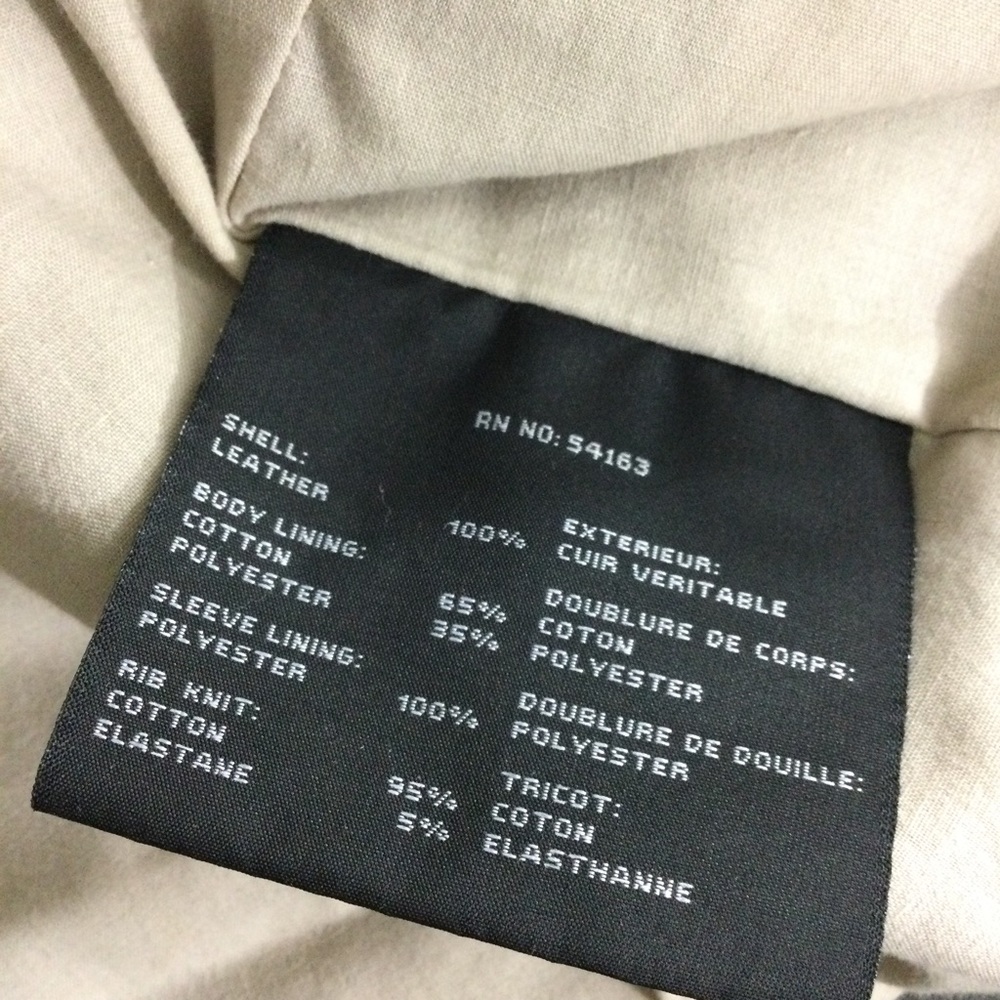 RN NO: 54163
SHELL:
LEATHER 100%
BODY LINING:
COTTON 65%
POLYESTER 35%
SLEEVE LINING:
POLYESTER 100%
RIB KNIT:
COTTON 95%
ELASTANE 5%
EXTERIEUR:
CUIR VERITABLE
DOUBLURE DE CORPS:
COTON
POLYESTER
DOUBLURE DE DOUILLE:
POLYESTER
TRICOT:
COTON
ELASTHANNE